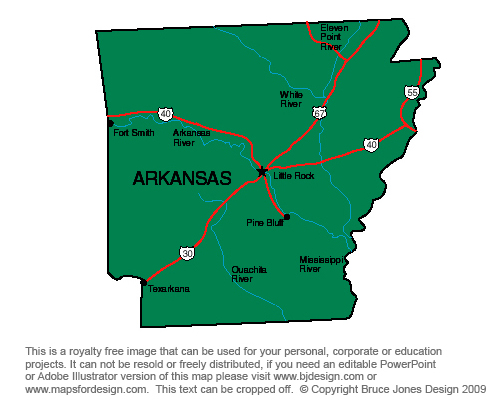 Eleven
Point
River
55
White
River
67
40
Fort Smith
Arkansas
River
40
ARKANSAS
Little Rock
Pine Bluff
30
Mississippi
River
Ouachita
River
Texarkana
This is a royalty free image that can be used for your personal, corporate or education
projects. It can not be resold or freely distributed, if you need an editable PowerPoint
or Adobe Illustrator version of this map please visit www.bjdesign.com or
www.mapsfordesign.com. This text can be cropped off. © Copyright Bruce Jones Design 2009